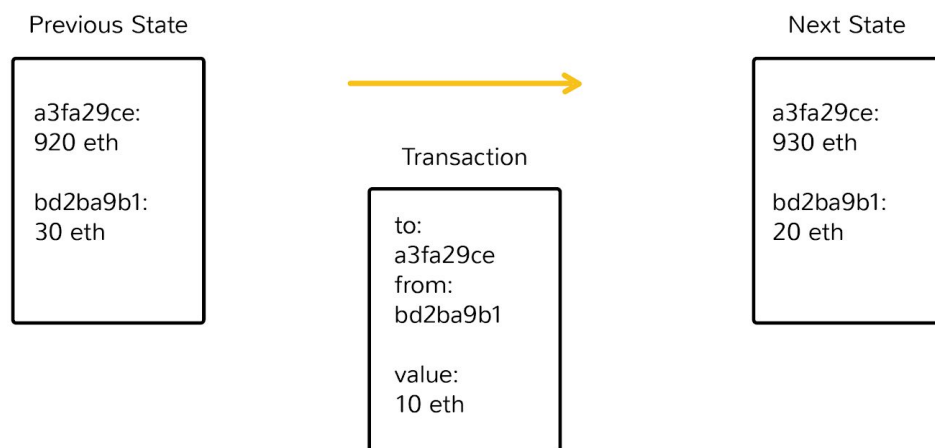 Previous State
a3fa29ce:
920 eth
bd2ba9b1:
30 eth
Transaction
to:
a3fa29ce
from:
bd2ba9b1
value:
10 eth
Next State
a3fa29ce:
930 eth
bd2ba9b1:
20 eth